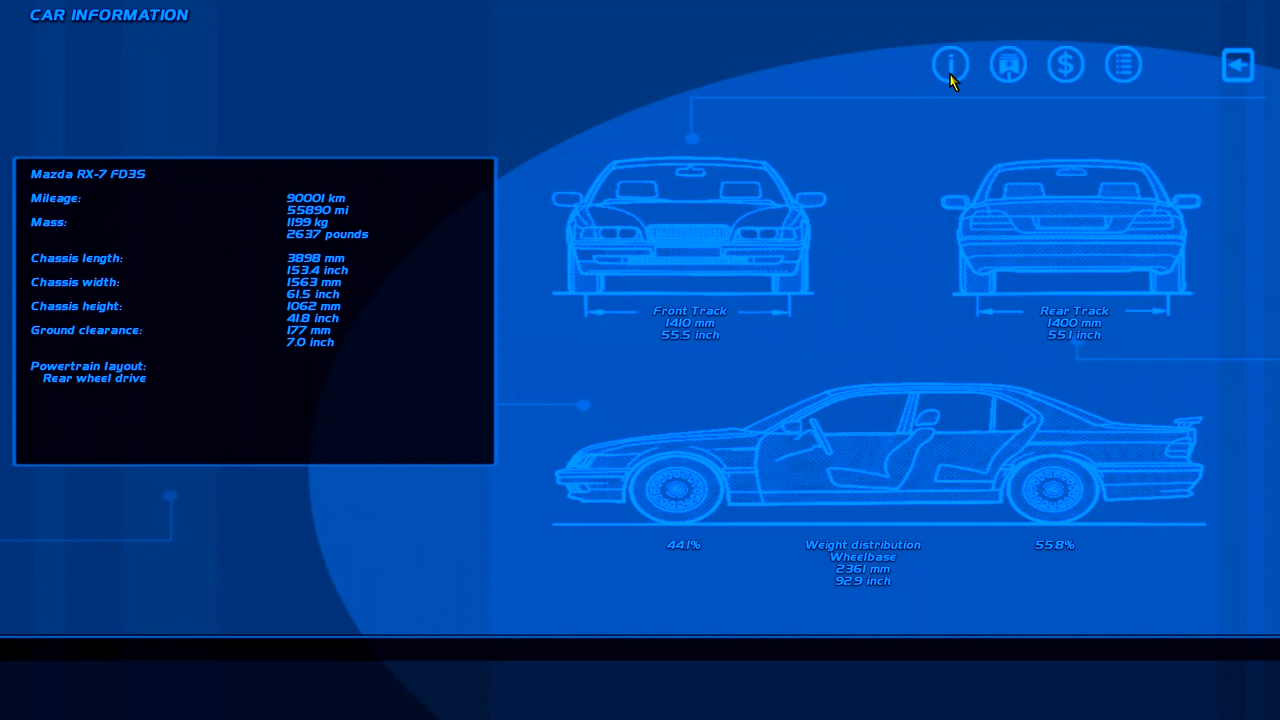 CAR INFORMATION
Mazda RX-7 FD3S
Mileage: 90001 km
55890 mi
Mass: 1199 kg
2637 pounds
Chassis length: 3898 mm
153.4 inch
Chassis width: 1563 mm
61.5 inch
Chassis height: 1062 mm
41.8 inch
Ground clearance: 177 mm
7.0 inch
Powertrain layout:
Rear wheel drive
Front Track
1410 mm
55.5 inch
Rear Track
1400 mm
55.1 inch
44.1% Weight distribution 55.8%
Wheelbase
2361 mm
92.9 inch